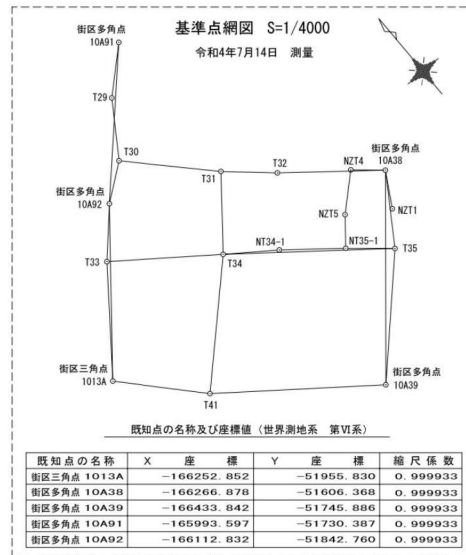 基準点網図 S=1/4000
令和4年7月14日 測量
街区多角点
10A91
T29
T30
T31
T32
NZT4
街区多角点
10A38
街区多角点
10A92
NZT5
NZT1
T33
T34
NT34-1
NT35-1
T35
街区三角点
1013A
T41
街区多角点
10A39
既知点の名称及び座標値（世界測地系 第Ⅵ系）
既知点の名称 X 座 標 Y 座 標 縮尺係数
街区三角点 1013A -166252.852 -51955.830 0.999933
街区多角点 10A38 -166266.878 -51606.368 0.999933
街区多角点 10A39 -166433.842 -51745.886 0.999933
街区多角点 10A91 -165993.597 -51730.387 0.999933
街区多角点 10A92 -166112.832 -51842.760 0.999933